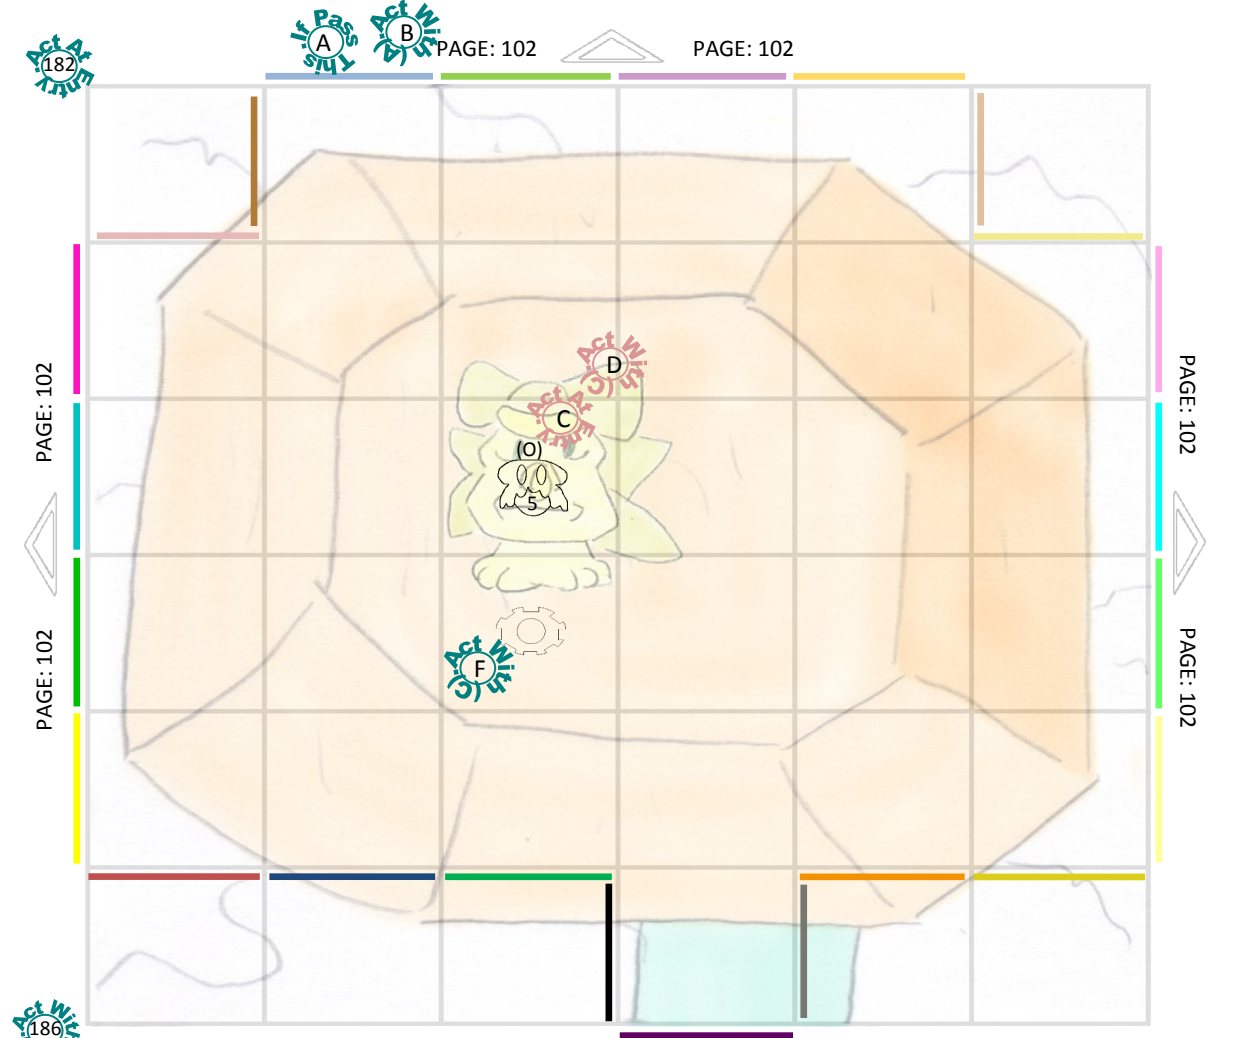 Act At Entry
182
If Pass This
A
Act With (A
B
PAGE: 102
PAGE: 102
PAGE: 102
PAGE: 102
Act With (C)
D
Act At Entry
C
(O)
5
PAGE: 102
PAGE: 102
Act With (C)
F
Act With
186